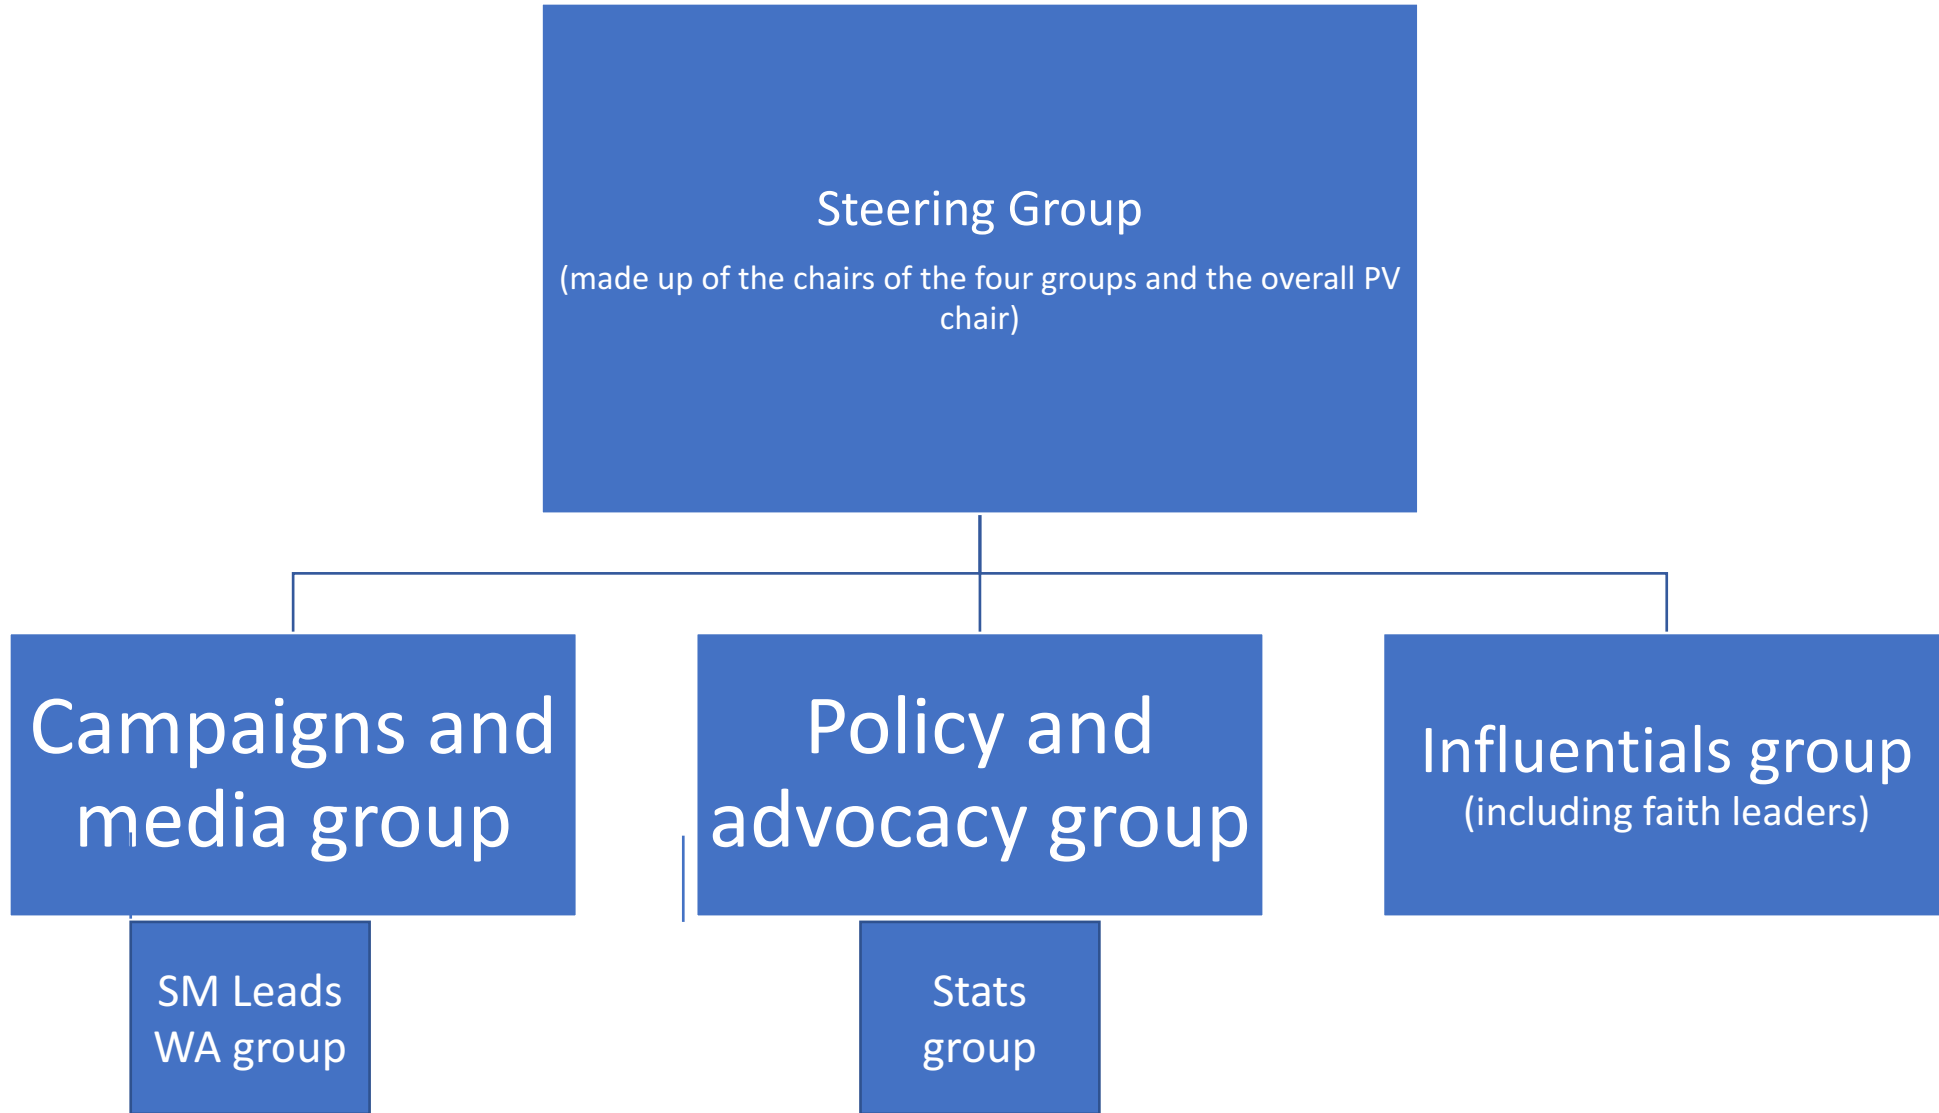 Steering Group
(made up of the chairs of the four groups and the overall PV
chair)
Campaigns and
media group
Policy and
advocacy group
Influentials group
(including faith leaders)
SM Leads
WA group
Stats
group